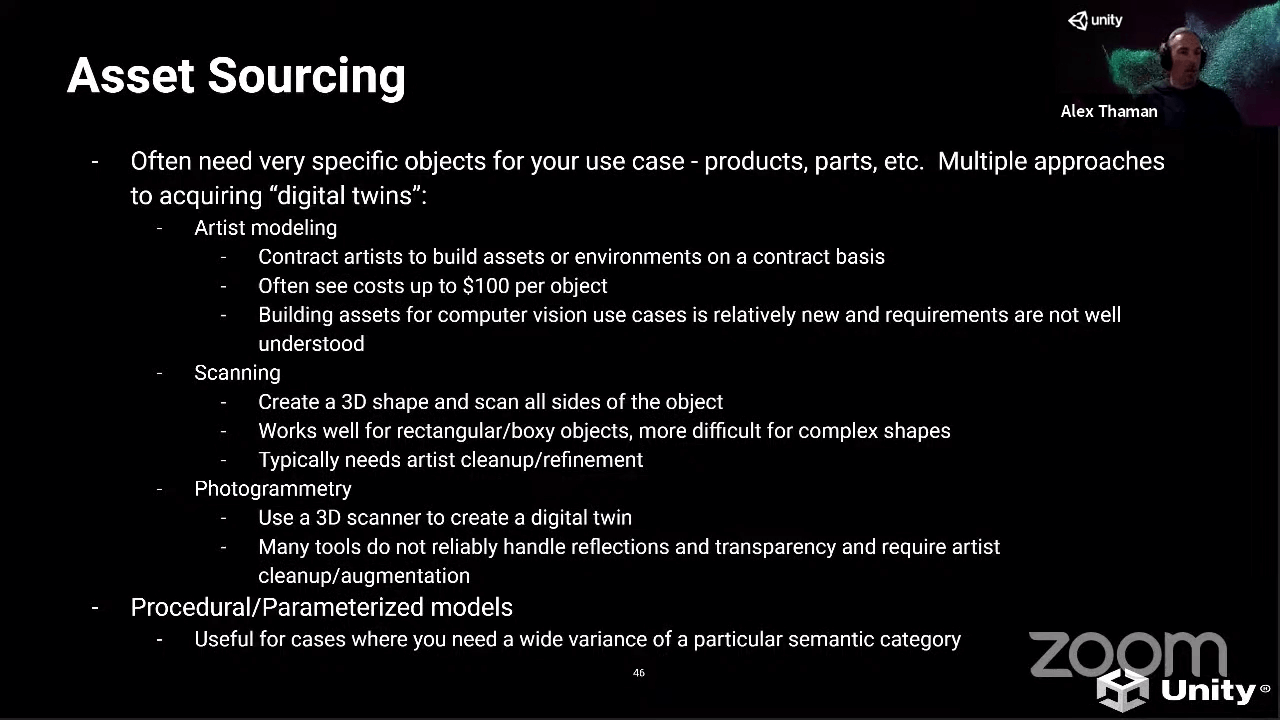 unity
Alex Thaman
Asset Sourcing
- Often need very specific objects for your use case - products, parts, etc.  Multiple approaches
to acquiring “digital twins”:
- Artist modeling
- Contract artists to build assets or environments on a contract basis
- Often see costs up to $100 per object
- Building assets for computer vision use cases is relatively new and requirements are not well
understood
- Scanning
- Create a 3D shape and scan all sides of the object
- Works well for rectangular/boxy objects, more difficult for complex shapes
- Typically needs artist cleanup/refinement
- Photogrammetry
- Use a 3D scanner to create a digital twin
- Many tools do not reliably handle reflections and transparency and require artist
cleanup/augmentation
- Procedural/Parameterized models
- Useful for cases where you need a wide variance of a particular semantic category
46
zoom
Unity®